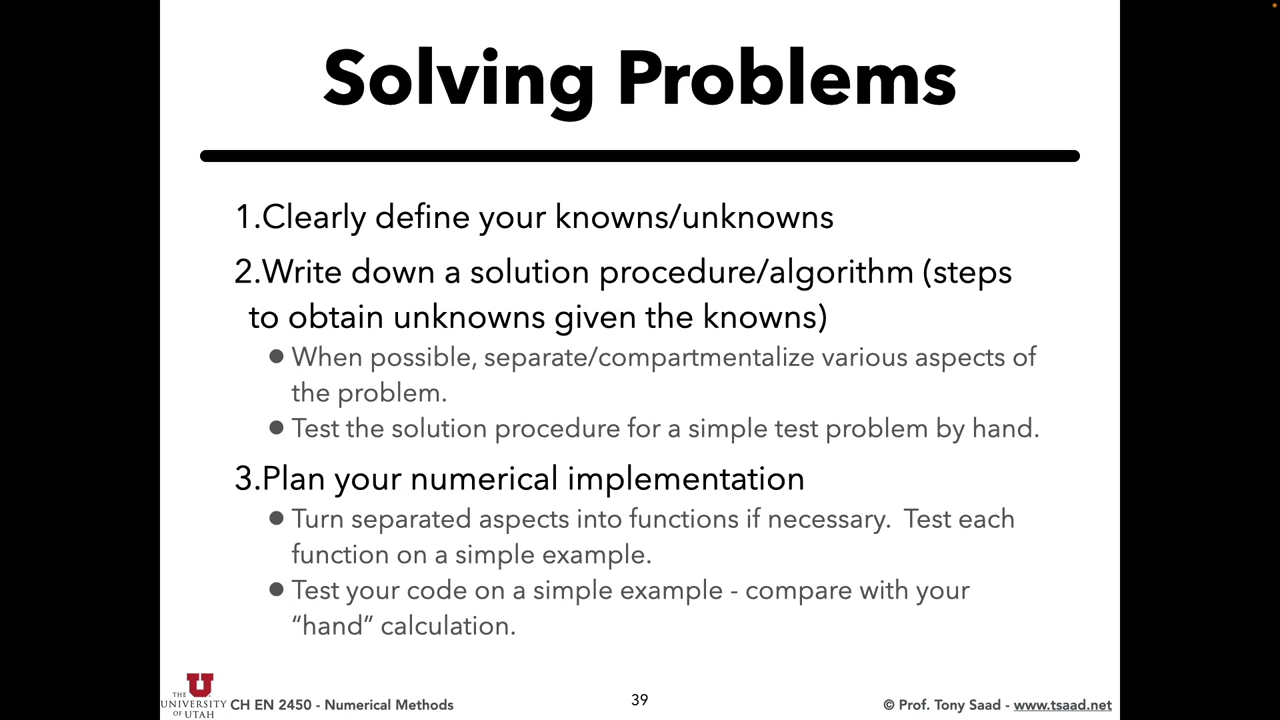 Solving Problems
1.Clearly define your knowns/unknowns
2.Write down a solution procedure/algorithm (steps
to obtain unknowns given the knowns)
● When possible, separate/compartmentalize various aspects of
the problem.
● Test the solution procedure for a simple test problem by hand.
3.Plan your numerical implementation
● Turn separated aspects into functions if necessary.  Test each
function on a simple example.
● Test your code on a simple example - compare with your
“hand” calculation.
THE
UNIVERSITY
OF UTAH
CH EN 2450 - Numerical Methods
39
© Prof. Tony Saad - www.tsaad.net